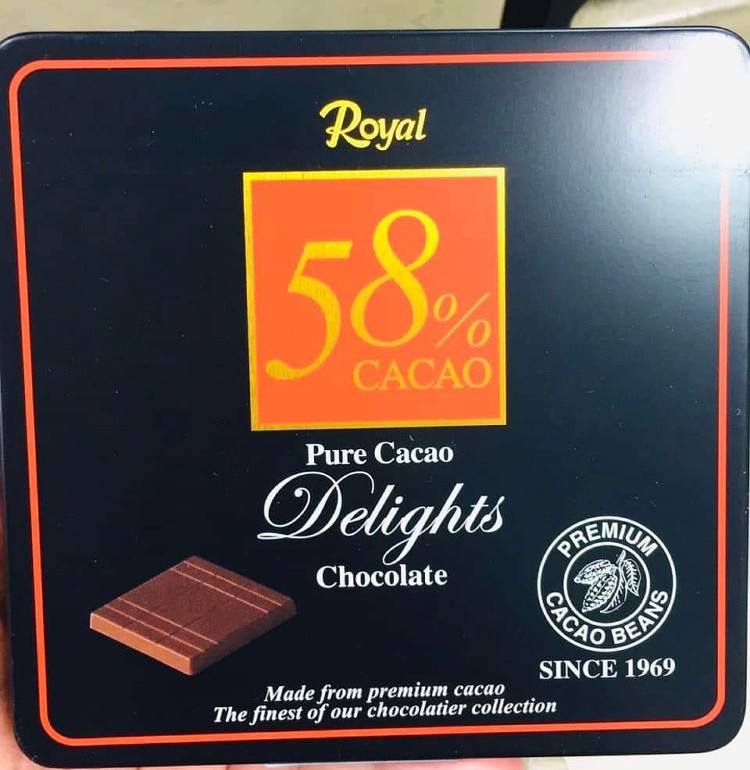 Royal
58%
CACAO
Pure Cacao
Delights
Chocolate
PREMIUM
CACAO BEANS
SINCE 1969
Made from premium cacao
The finest of our chocolatier collection